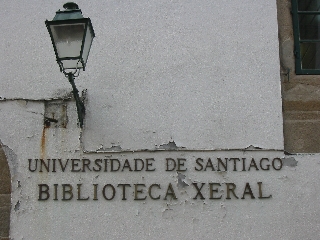 UNIVERSIDADE DE SANTIAGO
BIBLIOTECA XERAL